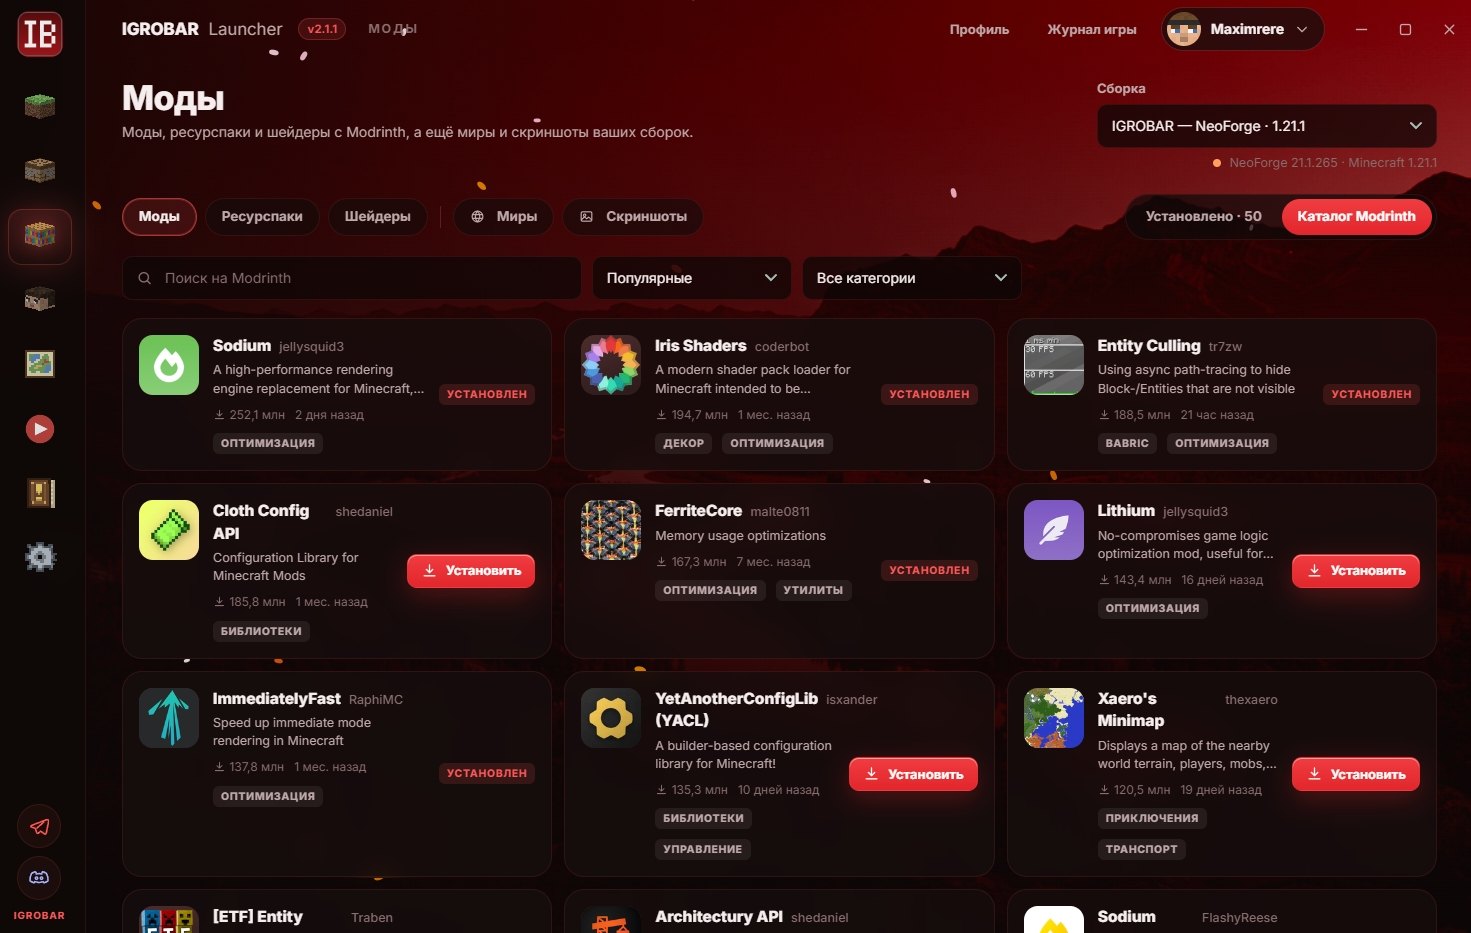 IB
IGROBAR Launcher v2.1.1 МОДЫ
Профиль
Журнал игры
Maximrere
Моды
Моды, ресурспаки и шейдеры с Modrinth, а ещё миры и скриншоты ваших сборок.
Сборка
IGROBAR — NeoForge · 1.21.1
NeoForge 21.1.265 · Minecraft 1.21.1
Моды
Ресурспаки
Шейдеры
Миры
Скриншоты
Установлено · 50
Каталог Modrinth
Поиск на Modrinth
Популярные
Все категории
Sodium jellysquid3
A high-performance rendering
engine replacement for Minecraft,...
252,1 млн 2 дня назад
ОПТИМИЗАЦИЯ
УСТАНОВЛЕН
Iris Shaders coderbot
A modern shader pack loader for
Minecraft intended to be...
194,7 млн 1 мес. назад
ДЕКОР ОПТИМИЗАЦИЯ
УСТАНОВЛЕН
30 FPS
60 FPS
Entity Culling tr7zw
Using async path-tracing to hide
Block-/Entities that are not visible
188,5 млн 21 час назад
BABRIC ОПТИМИЗАЦИЯ
УСТАНОВЛЕН
Cloth Config shedaniel
API
Configuration Library for
Minecraft Mods
185,8 млн 1 мес. назад
БИБЛИОТЕКИ
Установить
FerriteCore malte0811
Memory usage optimizations
167,3 млн 7 мес. назад
ОПТИМИЗАЦИЯ УТИЛИТЫ
УСТАНОВЛЕН
Lithium jellysquid3
No-compromises game logic
optimization mod, useful for...
143,4 млн 16 дней назад
ОПТИМИЗАЦИЯ
Установить
ImmediatelyFast RaphiMC
Speed up immediate mode
rendering in Minecraft
137,8 млн 1 мес. назад
ОПТИМИЗАЦИЯ
УСТАНОВЛЕН
YetAnotherConfigLib isxander
(YACL)
A builder-based configuration
library for Minecraft!
135,3 млн 10 дней назад
БИБЛИОТЕКИ
УПРАВЛЕНИЕ
Установить
Xaero's thexaero
Minimap
Displays a map of the nearby
world terrain, players, mobs,...
120,5 млн 19 дней назад
ПРИКЛЮЧЕНИЯ
ТРАНСПОРТ
Установить
[ETF] Entity Traben
Architectury API shedaniel
Sodium FlashyReese
IGROBAR